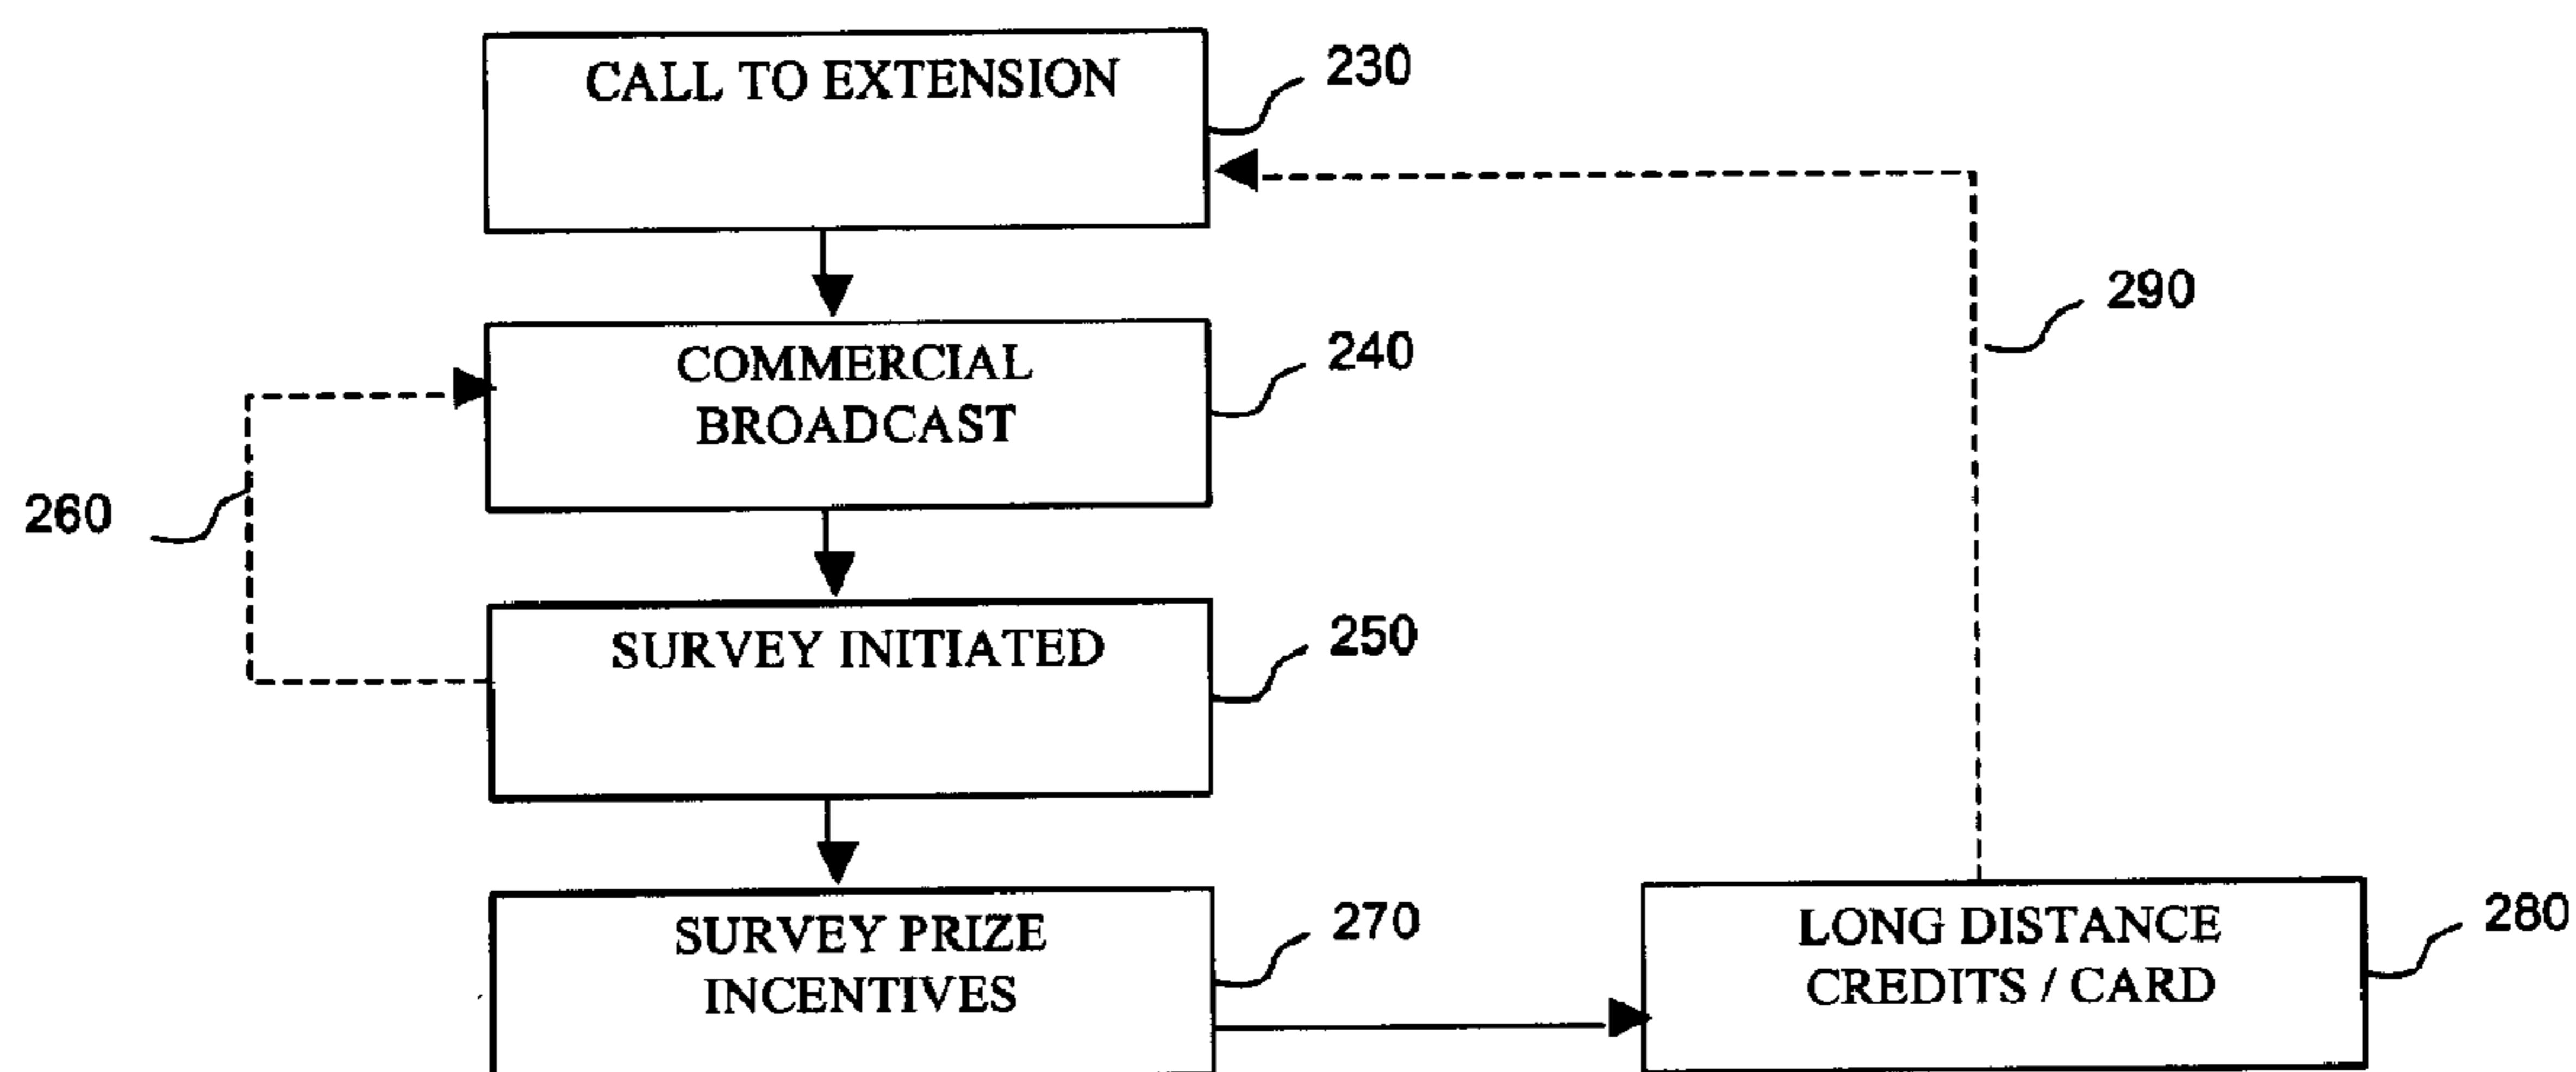 CALL TO EXTENSION
230
290
COMMERCIAL
BROADCAST
240
260
SURVEY INITIATED
250
SURVEY PRIZE
INCENTIVES
270
LONG DISTANCE
CREDITS / CARD
280